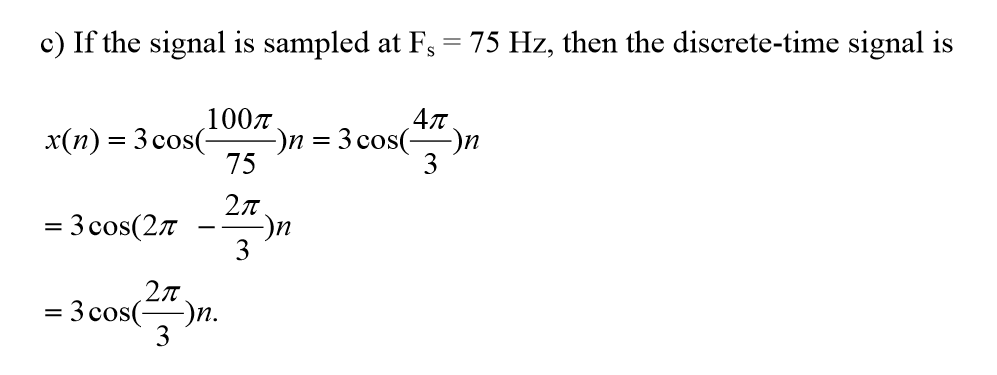 c) If the signal is sampled at Fₛ = 75 Hz, then the discrete-time signal is
x(n) = 3 cos(100π/75)n = 3 cos(4π/3)n
= 3 cos(2π − 2π/3)n
= 3 cos(2π/3)n.